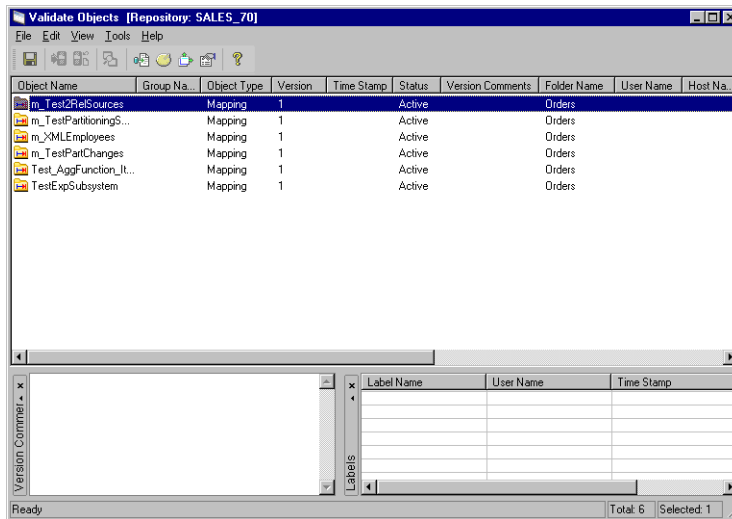 Validate Objects [Repository: SALES_70]
File Edit View Tools Help
Object Name Group Na... Object Type Version Time Stamp Status Version Comments Folder Name User Name Host Na..
m_Test2RelSources Mapping 1 Active Orders
m_TestPartitioningS... Mapping 1 Active Orders
m_XMLEmployees Mapping 1 Active Orders
m_TestPartChanges Mapping 1 Active Orders
Test_AggFunction_It... Mapping 1 Active Orders
TestExpSubsystem Mapping 1 Active Orders
Version Commer
Labels
Label Name User Name Time Stamp
Ready Total: 6 Selected: 1